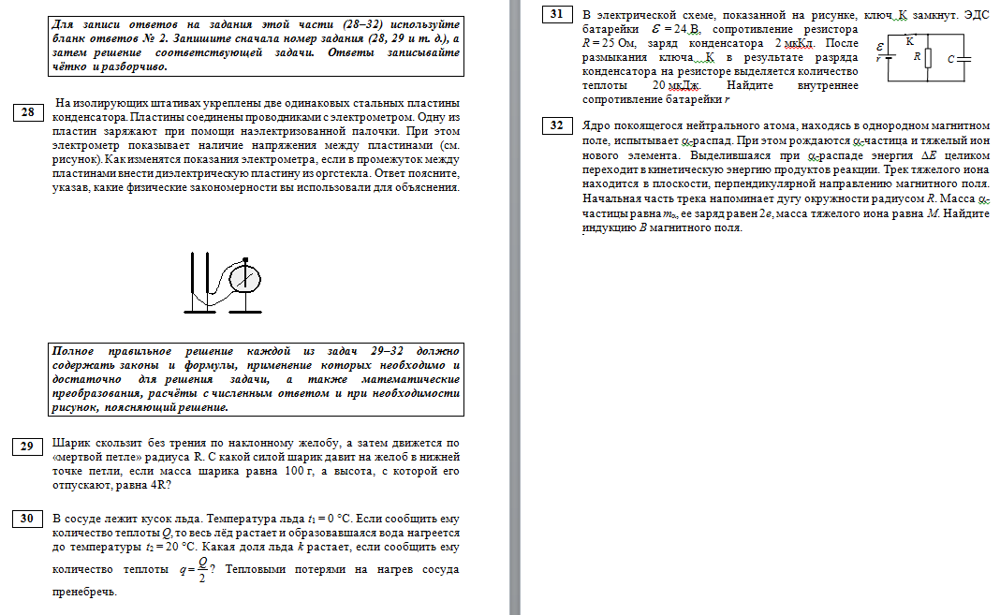 Для записи ответов на задания этой части (28–32) используйте
бланк ответов № 2. Запишите сначала номер задания (28, 29 и т. д.), а
затем решение соответствующей задачи. Ответы записывайте
чётко и разборчиво.
28
На изолирующих штативах укреплены две одинаковых стальных пластины
конденсатора. Пластины соединены проводниками с электрометром. Одну из
пластин заряжают при помощи наэлектризованной палочки. При этом
электрометр показывает наличие напряжения между пластинами (см.
рисунок). Как изменятся показания электрометра, если в промежуток между
пластинами внести диэлектрическую пластину из оргстекла. Ответ поясните,
указав, какие физические закономерности вы использовали для объяснения.
Полное правильное решение каждой из задач 29–32 должно
содержать законы и формулы, применение которых необходимо и
достаточно для решения задачи, а также математические
преобразования, расчёты с численным ответом и при необходимости
рисунок, поясняющий решение.
29
Шарик скользит без трения по наклонному желобу, а затем движется по
«мертвой петле» радиуса R. С какой силой шарик давит на желоб в нижней
точке петли, если масса шарика равна 100 г, а высота, с которой его
отпускают, равна 4R?
30
В сосуде лежит кусок льда. Температура льда t1 = 0 °C. Если сообщить ему
количество теплоты Q, то весь лёд растает и образовавшаяся вода нагреется
до температуры t2 = 20 °C. Какая доля льда k растает, если сообщить ему
количество теплоты q = Q/2? Тепловыми потерями на нагрев сосуда
пренебречь.
31
В электрической схеме, показанной на рисунке, ключ К замкнут. ЭДС
батарейки ℰ = 24 В, сопротивление резистора
R = 25 Ом, заряд конденсатора 2 мкКл. После
размыкания ключа К в результате разряда
конденсатора на резисторе выделяется количество
теплоты 20 мкДж. Найдите внутреннее
сопротивление батарейки r
ℰ
r
К
R
C
32
Ядро покоящегося нейтрального атома, находясь в однородном магнитном
поле, испытывает α-распад. При этом рождаются α-частица и тяжелый ион
нового элемента. Выделившаяся при α-распаде энергия ΔE целиком
переходит в кинетическую энергию продуктов реакции. Трек тяжелого иона
находится в плоскости, перпендикулярной направлению магнитного поля.
Начальная часть трека напоминает дугу окружности радиусом R. Масса α-
частицы равна mα, ее заряд равен 2e, масса тяжелого иона равна M. Найдите
индукцию B магнитного поля.